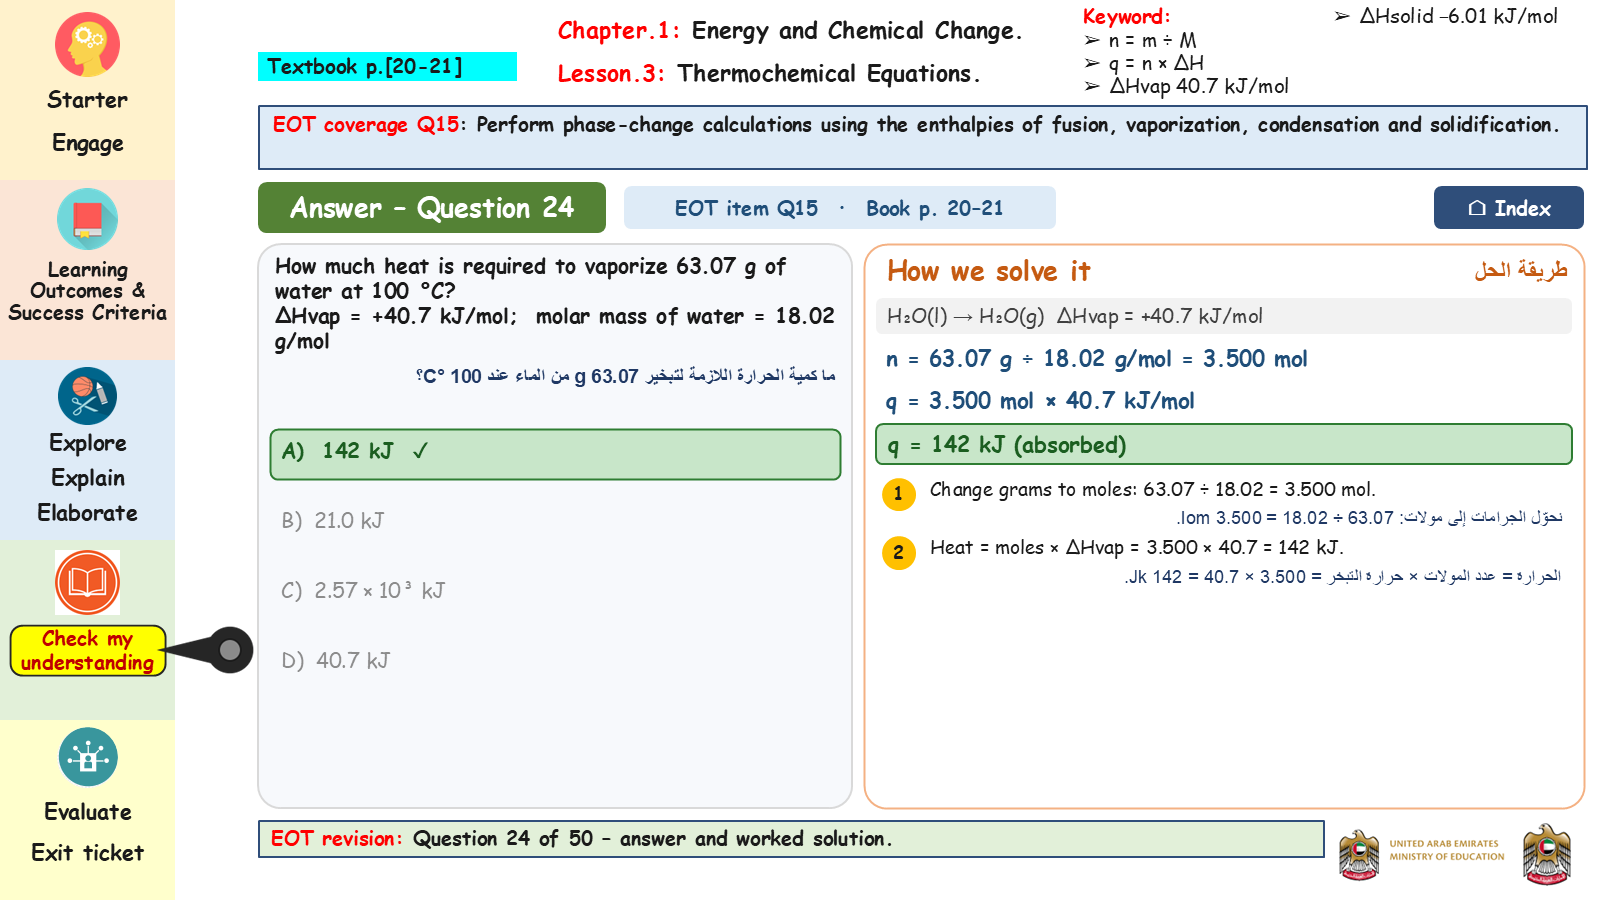 Starter
Engage
Learning
Outcomes &
Success Criteria
Explore
Explain
Elaborate
Check my
understanding
Evaluate
Exit ticket
Textbook p.[20-21]
Chapter.1: Energy and Chemical Change.
Lesson.3: Thermochemical Equations.
Keyword:
➢ n = m ÷ M
➢ q = n × ΔH
➢ ΔHvap 40.7 kJ/mol
➢ ΔHsolid −6.01 kJ/mol
EOT coverage Q15: Perform phase-change calculations using the enthalpies of fusion, vaporization, condensation and solidification.
Answer – Question 24
EOT item Q15 · Book p. 20–21
☖ Index
How much heat is required to vaporize 63.07 g of
water at 100 °C?
ΔHvap = +40.7 kJ/mol; molar mass of water = 18.02
g/mol
ما كمية الحرارة اللازمة لتبخير 63.07 g من الماء عند 100 °C؟
A) 142 kJ ✓
B) 21.0 kJ
C) 2.57 × 10³ kJ
D) 40.7 kJ
How we solve it
طريقة الحل
H₂O(l) → H₂O(g) ΔHvap = +40.7 kJ/mol
n = 63.07 g ÷ 18.02 g/mol = 3.500 mol
q = 3.500 mol × 40.7 kJ/mol
q = 142 kJ (absorbed)
1
Change grams to moles: 63.07 ÷ 18.02 = 3.500 mol.
نحوّل الجرامات إلى مولات: 63.07 ÷ 18.02 = 3.500 lom.
2
Heat = moles × ΔHvap = 3.500 × 40.7 = 142 kJ.
الحرارة = عدد المولات × حرارة التبخر = 3.500 × 40.7 = 142 Jk.
EOT revision: Question 24 of 50 – answer and worked solution.
UNITED ARAB EMIRATES
MINISTRY OF EDUCATION